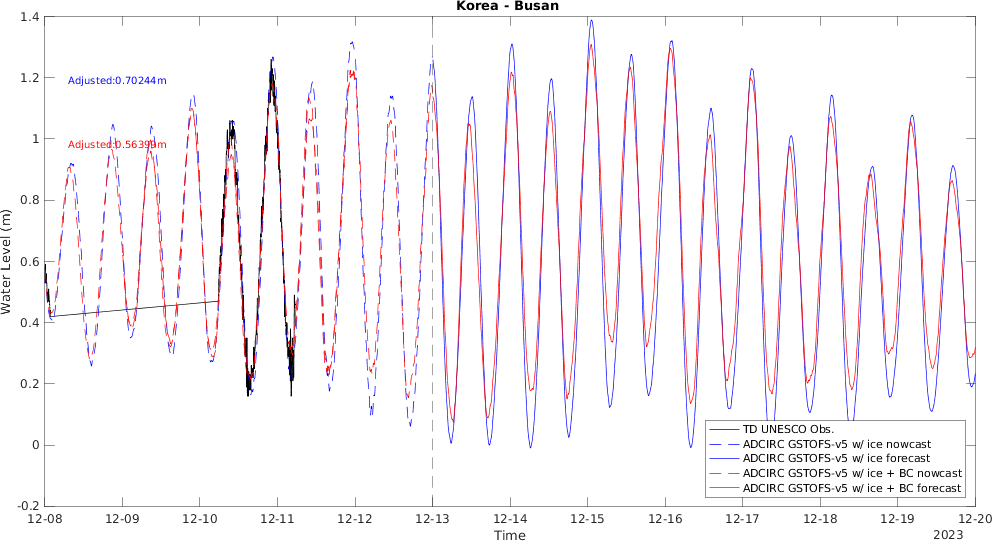 Korea - Busan
1.4
1.2
1
0.8
0.6
0.4
0.2
0
-0.2
Water Level (m)
Adjusted:0.70244m
Adjusted:0.56399m
TD UNESCO Obs.
ADCIRC GSTOFS-v5 w/ ice nowcast
ADCIRC GSTOFS-v5 w/ ice forecast
ADCIRC GSTOFS-v5 w/ ice + BC nowcast
ADCIRC GSTOFS-v5 w/ ice + BC forecast
12-08 12-09 12-10 12-11 12-12 12-13 12-14 12-15 12-16 12-17 12-18 12-19 12-20
Time
2023